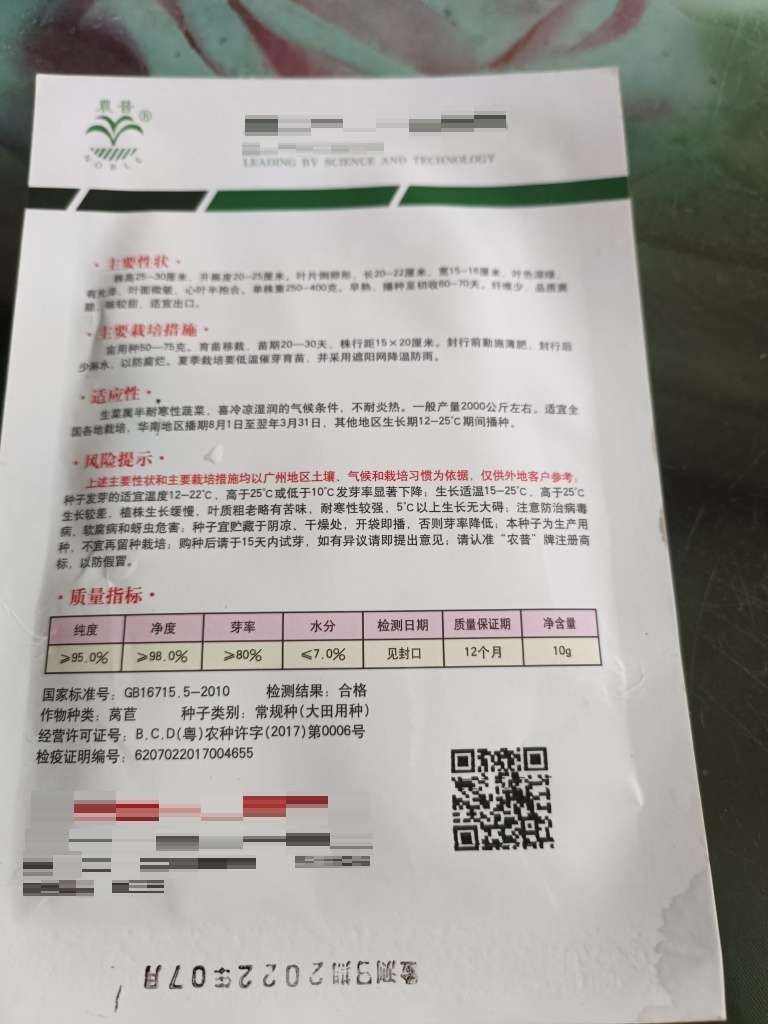 農普®
NOBLE
LEADING BY SCIENCE AND TECHNOLOGY
·主要性状·
株高25-30厘米、开展度20-25厘米。叶片倒卵形，长20-22厘米、宽15-16厘米，叶色深绿、
有光泽、叶面微皱、心叶半抱合。单株重250-400克。早熟，播种至初收60-70天。纤维少，品质爽
脆、味较甜，适宜出口。
·主要栽培措施·
亩用种50—75克。育苗移栽，苗期20—30天，株行距15×20厘米。封行前勤施薄肥，封行后
少淋水，以防腐烂。夏季栽培要低温催芽育苗，并采用遮阳网降温防雨。
·适应性·
生菜属半耐寒性蔬菜，喜冷凉湿润的气候条件，不耐炎热。一般产量2000公斤左右。适宜全
国各地栽培，华南地区播期8月1日至翌年3月31日，其他地区生长期12-25℃期间播种。
·风险提示·
上述主要性状和主要栽培措施均以广州地区土壤、气候和栽培习惯为依据，仅供外地客户参考；
种子发芽的适宜温度12-22℃，高于25℃或低于10℃发芽率显著下降；生长适温15-25℃，高于25℃
生长较差，植株生长缓慢，叶质粗老略有苦味，耐寒性较强，5℃以上生长无大碍；注意防治病毒
病、软腐病和蚜虫危害；种子宜贮藏于阴凉、干燥处，开袋即播，否则芽率降低；本种子为生产用
种，不宜再留种栽培；购种后请于15天内试芽，如有异议请即提出意见；请认准“农普”牌注册商
标，以防假冒。
·质量指标·
纯度 净度 芽率 水分 检测日期 质量保证期 净含量
≥95.0% ≥98.0% ≥80% ≤7.0% 见封口 12个月 10g
国家标准号：GB16715.5-2010 检测结果：合格
作物种类：莴苣 种子类别：常规种(大田用种)
经营许可证号：B.C.D(粤)农种许字(2017)第0006号
检疫证明编号：6207022017004655
检测日期2022年07月